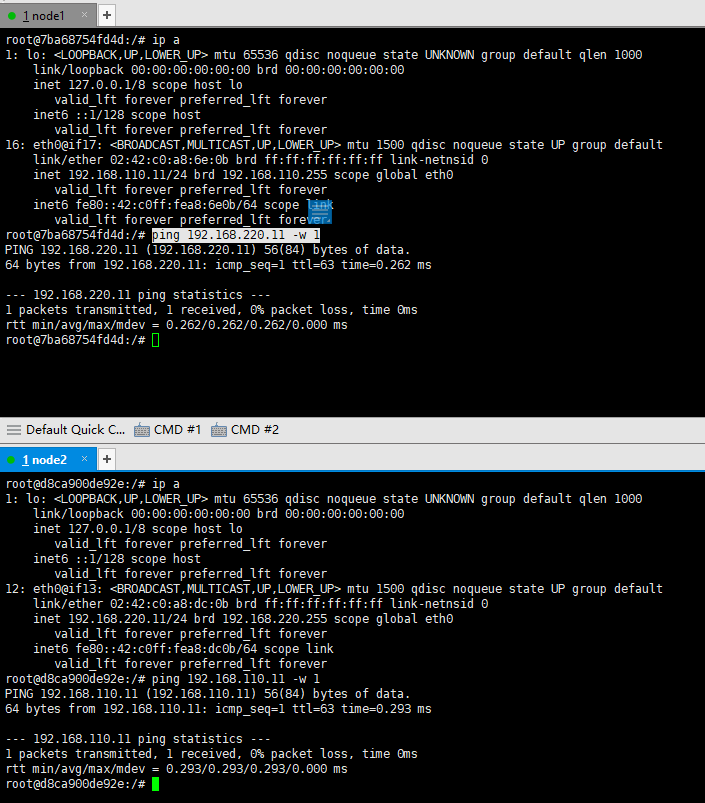 1 node1 × +
root@7ba68754fd4d:/# ip a
1: lo: <LOOPBACK,UP,LOWER_UP> mtu 65536 qdisc noqueue state UNKNOWN group default qlen 1000
    link/loopback 00:00:00:00:00:00 brd 00:00:00:00:00:00
    inet 127.0.0.1/8 scope host lo
       valid_lft forever preferred_lft forever
    inet6 ::1/128 scope host
       valid_lft forever preferred_lft forever
16: eth0@if17: <BROADCAST,MULTICAST,UP,LOWER_UP> mtu 1500 qdisc noqueue state UP group default
    link/ether 02:42:c0:a8:6e:0b brd ff:ff:ff:ff:ff:ff link-netnsid 0
    inet 192.168.110.11/24 brd 192.168.110.255 scope global eth0
       valid_lft forever preferred_lft forever
    inet6 fe80::42:c0ff:fea8:6e0b/64 scope link
       valid_lft forever preferred_lft forever
root@7ba68754fd4d:/# ping 192.168.220.11 -w 1
PING 192.168.220.11 (192.168.220.11) 56(84) bytes of data.
64 bytes from 192.168.220.11: icmp_seq=1 ttl=63 time=0.262 ms

--- 192.168.220.11 ping statistics ---
1 packets transmitted, 1 received, 0% packet loss, time 0ms
rtt min/avg/max/mdev = 0.262/0.262/0.262/0.000 ms
root@7ba68754fd4d:/#
Default Quick C... CMD #1 CMD #2
1 node2 × +
root@d8ca900de92e:/# ip a
1: lo: <LOOPBACK,UP,LOWER_UP> mtu 65536 qdisc noqueue state UNKNOWN group default qlen 1000
    link/loopback 00:00:00:00:00:00 brd 00:00:00:00:00:00
    inet 127.0.0.1/8 scope host lo
       valid_lft forever preferred_lft forever
    inet6 ::1/128 scope host
       valid_lft forever preferred_lft forever
12: eth0@if13: <BROADCAST,MULTICAST,UP,LOWER_UP> mtu 1500 qdisc noqueue state UP group default
    link/ether 02:42:c0:a8:dc:0b brd ff:ff:ff:ff:ff:ff link-netnsid 0
    inet 192.168.220.11/24 brd 192.168.220.255 scope global eth0
       valid_lft forever preferred_lft forever
    inet6 fe80::42:c0ff:fea8:dc0b/64 scope link
       valid_lft forever preferred_lft forever
root@d8ca900de92e:/# ping 192.168.110.11 -w 1
PING 192.168.110.11 (192.168.110.11) 56(84) bytes of data.
64 bytes from 192.168.110.11: icmp_seq=1 ttl=63 time=0.293 ms

--- 192.168.110.11 ping statistics ---
1 packets transmitted, 1 received, 0% packet loss, time 0ms
rtt min/avg/max/mdev = 0.293/0.293/0.293/0.000 ms
root@d8ca900de92e:/#